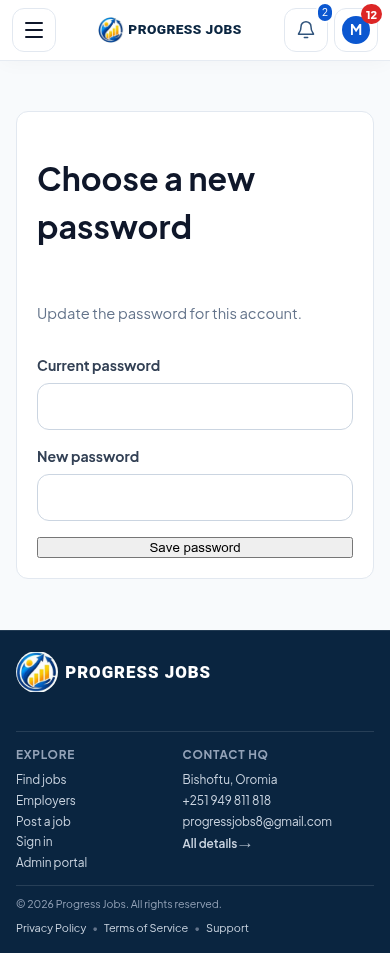 PROGRESS JOBS
2
M
12
Choose a new
password
Update the password for this account.
Current password
New password
Save password
PROGRESS JOBS
EXPLORE
Find jobs
Employers
Post a job
Sign in
Admin portal
CONTACT HQ
Bishoftu, Oromia
+251 949 811 818
progressjobs8@gmail.com
All details→
© 2026 Progress Jobs. All rights reserved.
Privacy Policy • Terms of Service • Support